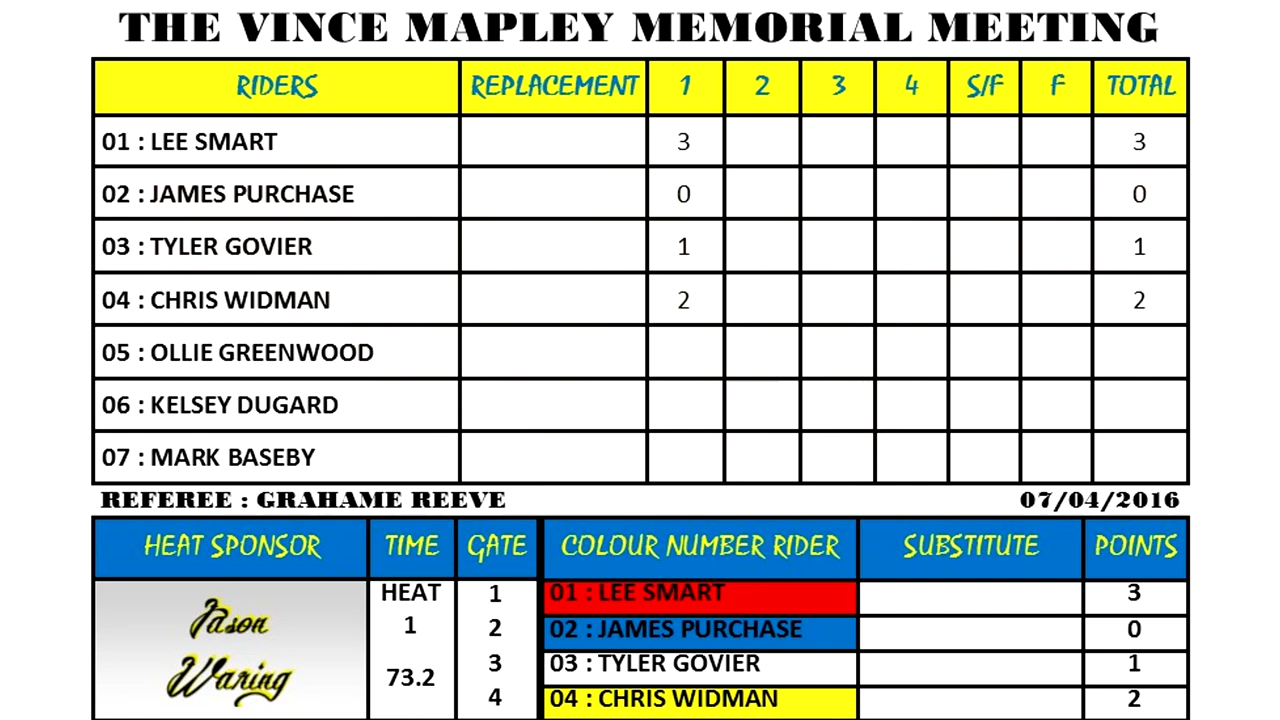 THE VINCE MAPLEY MEMORIAL MEETING
RIDERS REPLACEMENT 1 2 3 4 S/F F TOTAL
01 : LEE SMART 3 3
02 : JAMES PURCHASE 0 0
03 : TYLER GOVIER 1 1
04 : CHRIS WIDMAN 2 2
05 : OLLIE GREENWOOD
06 : KELSEY DUGARD
07 : MARK BASEBY
REFEREE : GRAHAME REEVE 07/04/2016
HEAT SPONSOR TIME GATE COLOUR NUMBER RIDER SUBSTITUTE POINTS
Jason Waring HEAT 1 73.2
1 01 : LEE SMART 3
2 02 : JAMES PURCHASE 0
3 03 : TYLER GOVIER 1
4 04 : CHRIS WIDMAN 2